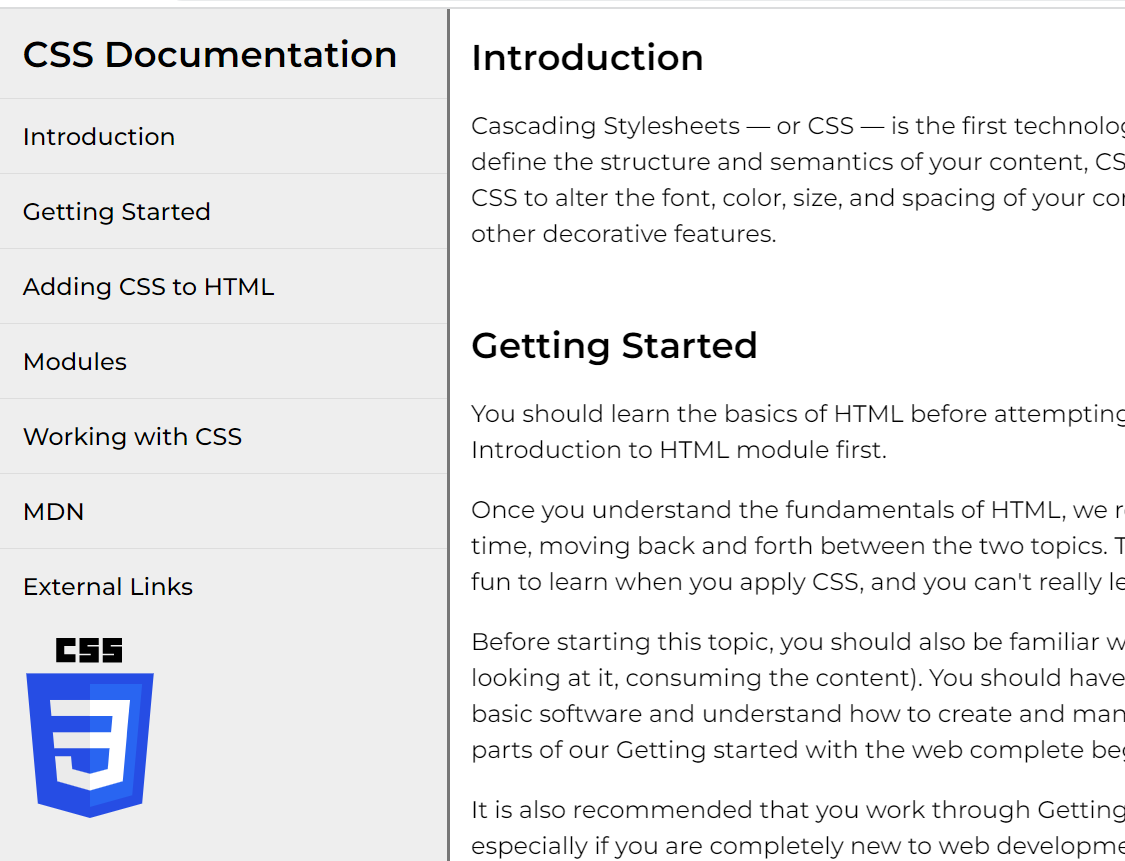 CSS Documentation
Introduction
Getting Started
Adding CSS to HTML
Modules
Working with CSS
MDN
External Links
CSS
3
Introduction
Cascading Stylesheets — or CSS — is the first
define the structure and semantics of your content,
CSS to alter the font, color, size, and spacing of your
other decorative features.
Getting Started
You should learn the basics of HTML before attempting
Introduction to HTML module first.
Once you understand the fundamentals of HTML, we
time, moving back and forth between the two topics.
fun to learn when you apply CSS, and you can't really
Before starting this topic, you should also be familiar
looking at it, consuming the content). You should have
basic software and understand how to create and
parts of our Getting started with the web complete
It is also recommended that you work through Getting
especially if you are completely new to web